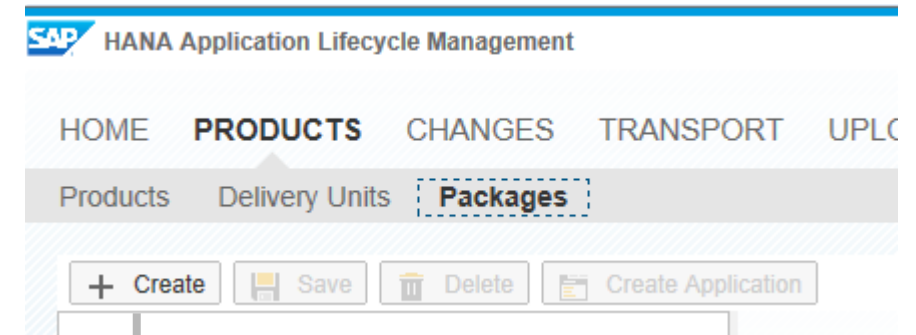 SAP HANA Application Lifecycle Management
HOME PRODUCTS CHANGES TRANSPORT
Products Delivery Units Packages
+ Create Save Delete Create Application